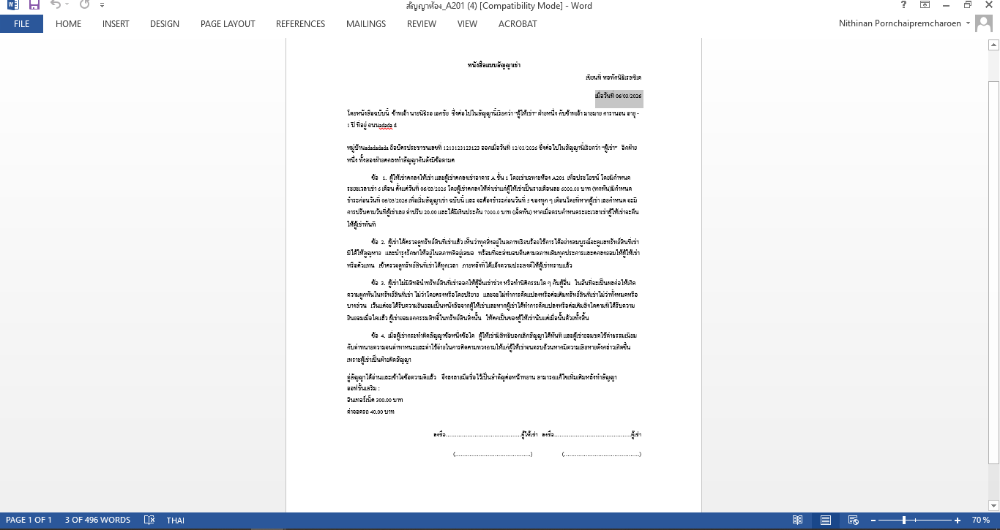 สัญญาห้อง_A201 (4) [Compatibility Mode] - Word
FILE HOME INSERT DESIGN PAGE LAYOUT REFERENCES MAILINGS REVIEW VIEW ACROBAT Nithinan Pornchaipremcharoen
หนังสือแบบสัญญาเช่า
เขียนที่ หอพักนิธิเรสซิเด
เมื่อวันที่ 06/03/2026
โดยหนังสือฉบับนี้ ข้าพเจ้า นายนิธิรจ เอกชัย ซึ่งต่อไปในสัญญานี้เรียกว่า "ผู้ให้เช่า" ฝ่ายหนึ่ง กับข้าพเจ้า มายมาย คารานอน อายุ -
1 ปี ที่อยู่ ถนนadada d
หมู่บ้านadadadada ถือบัตรประชาชนเลขที่ 1213123123123 ออกเมื่อวันที่ 12/03/2026 ซึ่งต่อไปในสัญญานี้เรียกว่า "ผู้เช่า" อีกฝ่าย
หนึ่ง ทั้งสองฝ่ายตกลงทำสัญญากันดังมีข้อตามต
ข้อ 1. ผู้ให้เช่าตกลงให้เช่า และผู้เช่าตกลงเช่าอาคาร A ชั้น 1 โดยเช่าเฉพาะห้อง A201 เพื่อประโยชน์ โดยมีกำหนด
ระยะเวลาเช่า 6 เดือน ตั้งแต่วันที่ 06/03/2026 โดยผู้เช่าตกลงให้ค่าเช่าแก่ผู้ให้เช่าเป็นรายเดือนละ 6000.00 บาท (หกพัน)มีกำหนด
ชำระก่อนวันที่ 06/03/2026 เพื่อเริ่มสัญญาเช่า ฉบับนี้ และ จะต้องชำระก่อนวันที่ 5 ของทุก ๆ เดือนโดยที่หากผู้เช่า เลยกำหนด จะมี
การปรับตามวันที่ผู้เช่าเลย ค่าปรับ 20.00 และได้มีเงินประกัน 7000.0 บาท (เจ็ดพัน) หากเมื่อครบกำหนดระยะเวลาเช่าผู้ให้เช่าจะคืน
ให้ผู้เช่าทันที
ข้อ 2. ผู้เช่าได้ตรวจดูทรัพย์สินที่เช่าแล้ว เห็นว่าทุกสิ่งอยู่ในสภาพเรียบร้อยใช้การได้อย่างสมบูรณ์จะดูแลทรัพย์สินที่เช่า
มิได้ให้สูญหาย และบำรุงรักษาให้อยู่ในสภาพดีอยู่เสมอ พร้อมที่จะส่งมอบคืนตามสภาพเดิมทุกประการและตกลงยอมให้ผู้ให้เช่า
หรือตัวแทน เข้าตรวจดูทรัพย์สินที่เช่าได้ทุกเวลา ภายหลังที่ได้แจ้งความประสงค์ให้ผู้เช่าทราบแล้ว
ข้อ 3. ผู้เช่าไม่มีสิทธินำทรัพย์สินที่เช่าออกให้ผู้อื่นเช่าช่วง หรือทำนิติกรรมใด ๆ กับผู้อื่น ในอันที่จะเป็นผลก่อให้เกิด
ความผูกพันในทรัพย์สินที่เช่า ไม่ว่าโดยตรงหรือโดยปริยาย และจะไม่ทำการดัดแปลงหรือต่อเติมทรัพย์สินที่เช่าไม่ว่าทั้งหมดหรือ
บางส่วน เว้นแต่จะได้รับความยินยอมเป็นหนังสือจากผู้ให้เช่าและหากผู้เช่าได้ทำการดัดแปลงหรือต่อเติมสิ่งใดตามที่ได้รับความ
ยินยอมเมื่อใดแล้ว ผู้เช่ายอมยกกรรมสิทธิ์ในทรัพย์สินสิ่งนั้น ให้ตกเป็นของผู้ให้เช่านับแต่เมื่อนั้นด้วยทั้งสิ้น
ข้อ 4. เมื่อผู้เช่ากระทำผิดสัญญาข้อหนึ่งข้อใด ผู้ให้เช่ามีสิทธิบอกเลิกสัญญาได้ทันที และผู้เช่ายอมชดใช้ค่าธรรมเนียม
กับค่าทนายความจนค่าพาหนะและค่าใช้จ่ายในการติดตามทวงถามให้แก่ผู้ให้เช่าจนครบถ้วนหากมีความเสียหายดังกล่าวเกิดขึ้น
เพราะผู้เช่าเป็นฝ่ายผิดสัญญา
คู่สัญญาได้อ่านและเข้าใจข้อความดีแล้ว จึงลงลายมือชื่อไว้เป็นสำคัญต่อหน้าพยาน สามารถแก้ไขเพิ่มเติมหลังทำสัญญา
ออฟชั่นเสริม :
อินเทอร์เน็ต 300.00 บาท
ค่าจอดรถ 40.00 บาท
ลงชื่อ..........................................ผู้ให้เช่า ลงชื่อ..........................................ผู้เช่า
(..........................................) (..........................................)
PAGE 1 OF 1 3 OF 496 WORDS THAI 70 %